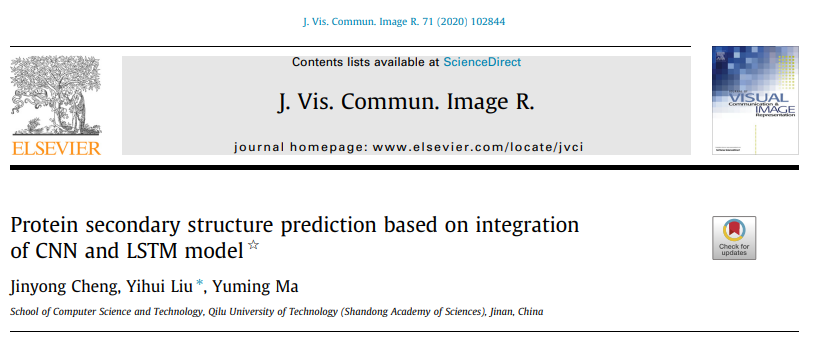 J. Vis. Commun. Image R. 71 (2020) 102844
Contents lists available at ScienceDirect
J. Vis. Commun. Image R.
journal homepage: www.elsevier.com/locate/jvci
ELSEVIER
VISUAL
Communication &
IMAGE
Representation
Protein secondary structure prediction based on integration
of CNN and LSTM model ☆
Check for
updates
Jinyong Cheng, Yihui Liu *, Yuming Ma
School of Computer Science and Technology, Qilu University of Technology (Shandong Academy of Sciences), Jinan, China